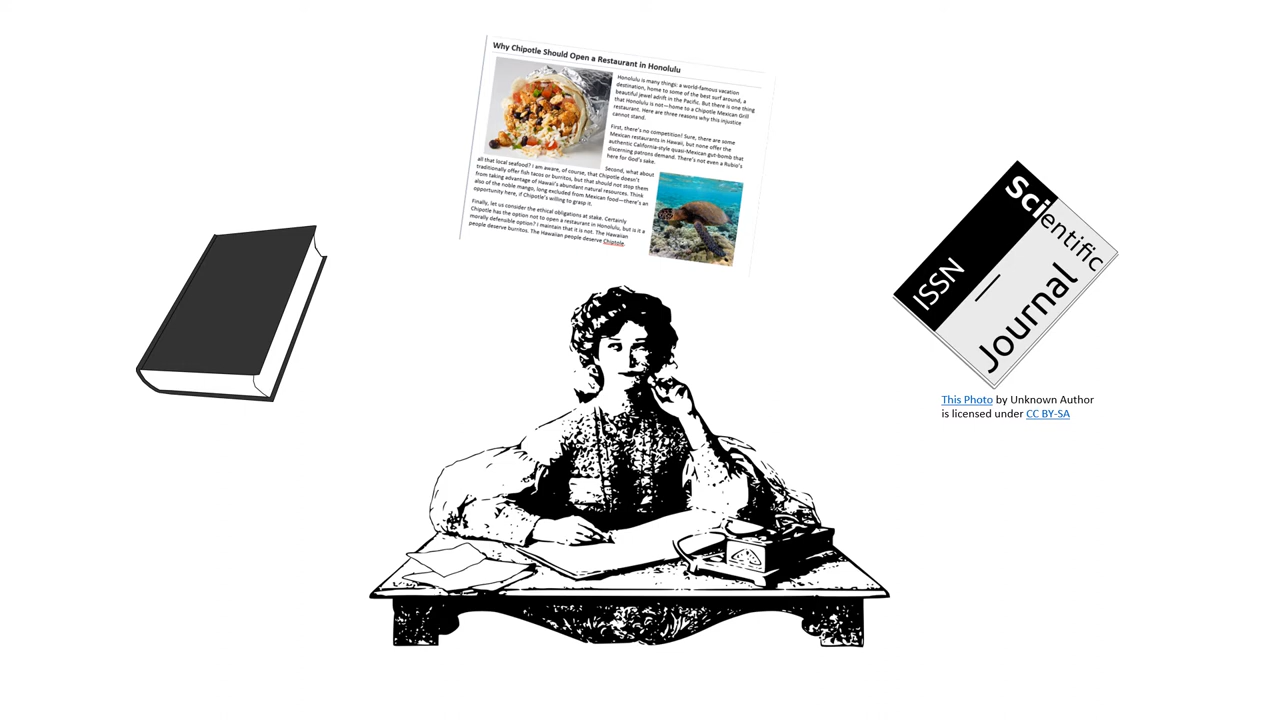 Why Chipotle Should Open a Restaurant in Honolulu
Honolulu is many things: a world-famous vacation
destination, home to some of the best surf around, a
beautiful jewel adrift in the Pacific. But there is one thing
that Honolulu is not—home to a Chipotle Mexican Grill
restaurant. Here are three reasons why this injustice
cannot stand.
First, there's no competition! Sure, there are some
Mexican restaurants in Hawaii, but none offer the
authentic California-style quasi-Mexican gut-bomb that
discerning patrons demand. There's not even a Rubio's
here for God's sake.
Second, what about
all that local seafood? I am aware, of course, that Chipotle doesn't
traditionally offer fish tacos or burritos, but that should not stop them
from taking advantage of Hawaii's abundant natural resources. Think
also of the noble mango, long excluded from Mexican food—there's an
opportunity here, if Chipotle's willing to grasp it.
Finally, let us consider the ethical obligations at stake. Certainly
Chipotle has the option not to open a restaurant in Honolulu, but is it a
morally defensible option? I maintain that it is not. The Hawaiian
people deserve burritos. The Hawaiian people deserve Chiptole.
Scientific
Journal
ISSN
This Photo by Unknown Author
is licensed under CC BY-SA